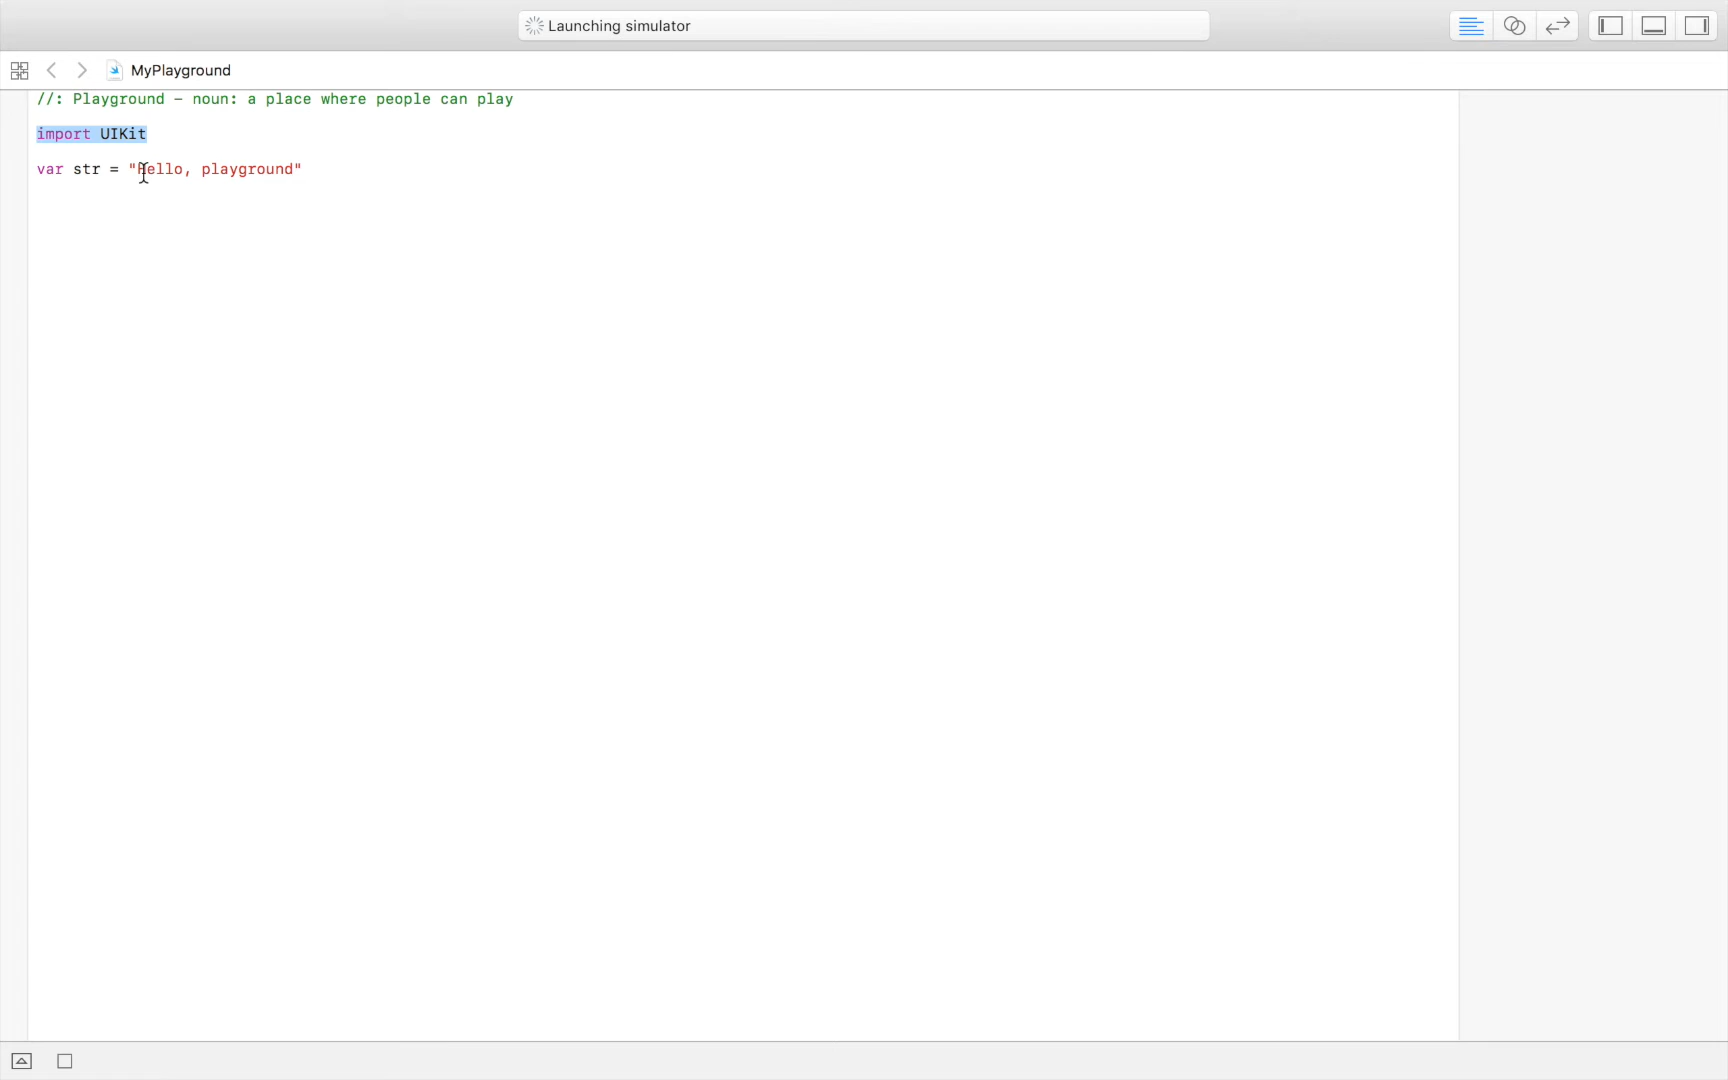 Launching simulator
MyPlayground
//: Playground – noun: a place where people can play
import UIKit
var str = "Hello, playground"